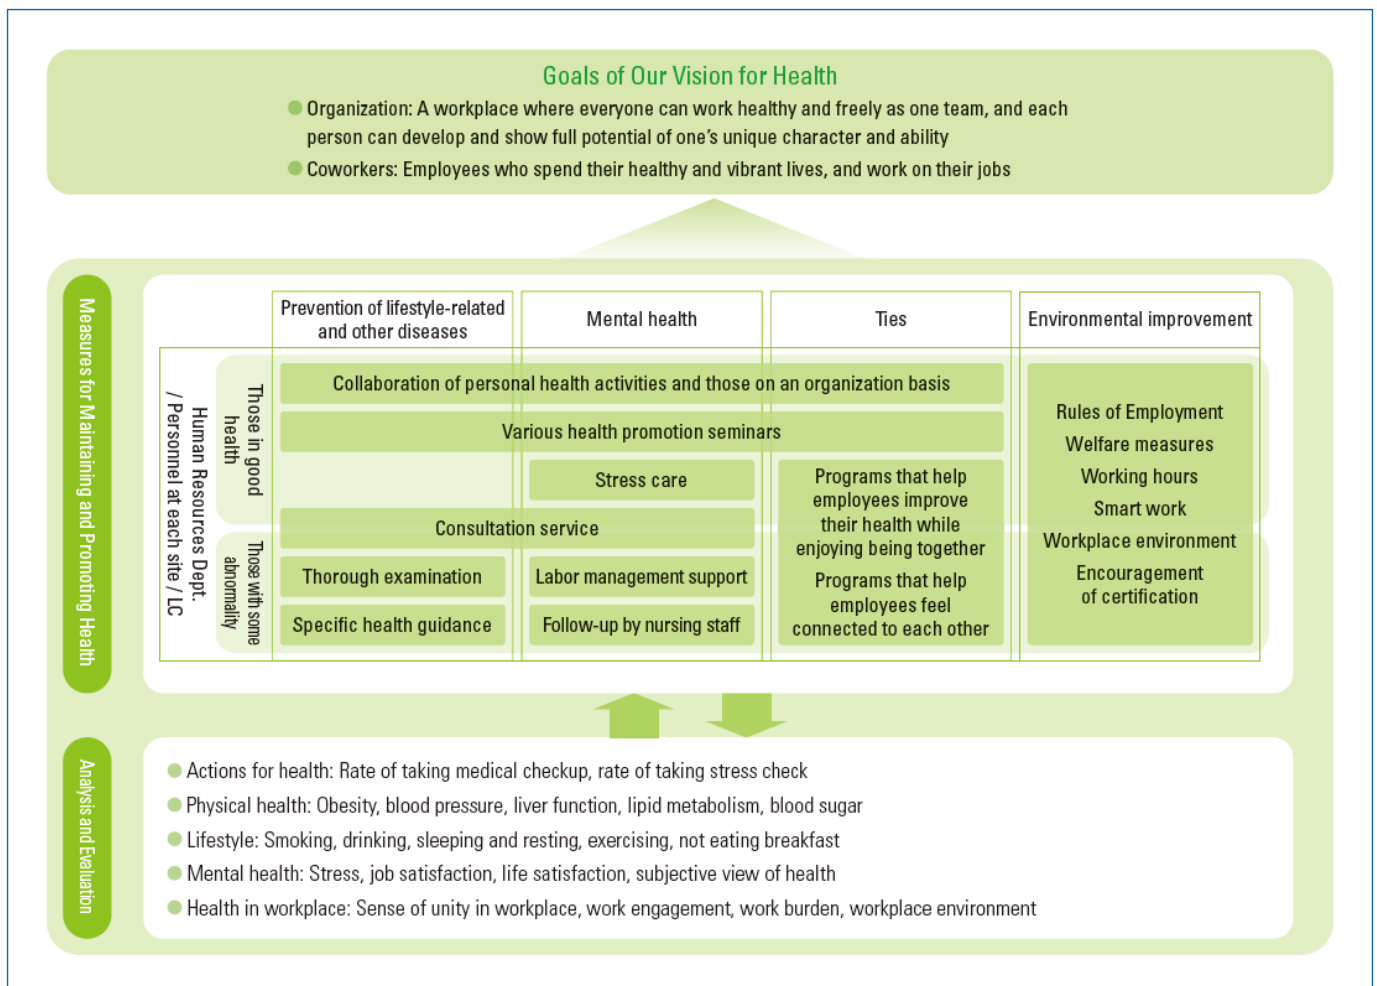 Goals of Our Vision for Health
● Organization: A workplace where everyone can work healthy and freely as one team, and each
person can develop and show full potential of one’s unique character and ability
● Coworkers: Employees who spend their healthy and vibrant lives, and work on their jobs
Measures for Maintaining and Promoting Health
Prevention of lifestyle-related
and other diseases
Mental health
Ties
Environmental improvement
Human Resources Dept.
/ Personnel at each site / LC
Those in good
health
Those with some
abnormality
Collaboration of personal health activities and those on an organization basis
Various health promotion seminars
Stress care
Consultation service
Thorough examination
Labor management support
Specific health guidance
Follow-up by nursing staff
Programs that help
employees improve
their health while
enjoying being together
Programs that help
employees feel
connected to each other
Rules of Employment
Welfare measures
Working hours
Smart work
Workplace environment
Encouragement
of certification
Analysis and Evaluation
● Actions for health: Rate of taking medical checkup, rate of taking stress check
● Physical health: Obesity, blood pressure, liver function, lipid metabolism, blood sugar
● Lifestyle: Smoking, drinking, sleeping and resting, exercising, not eating breakfast
● Mental health: Stress, job satisfaction, life satisfaction, subjective view of health
● Health in workplace: Sense of unity in workplace, work engagement, work burden, workplace environment